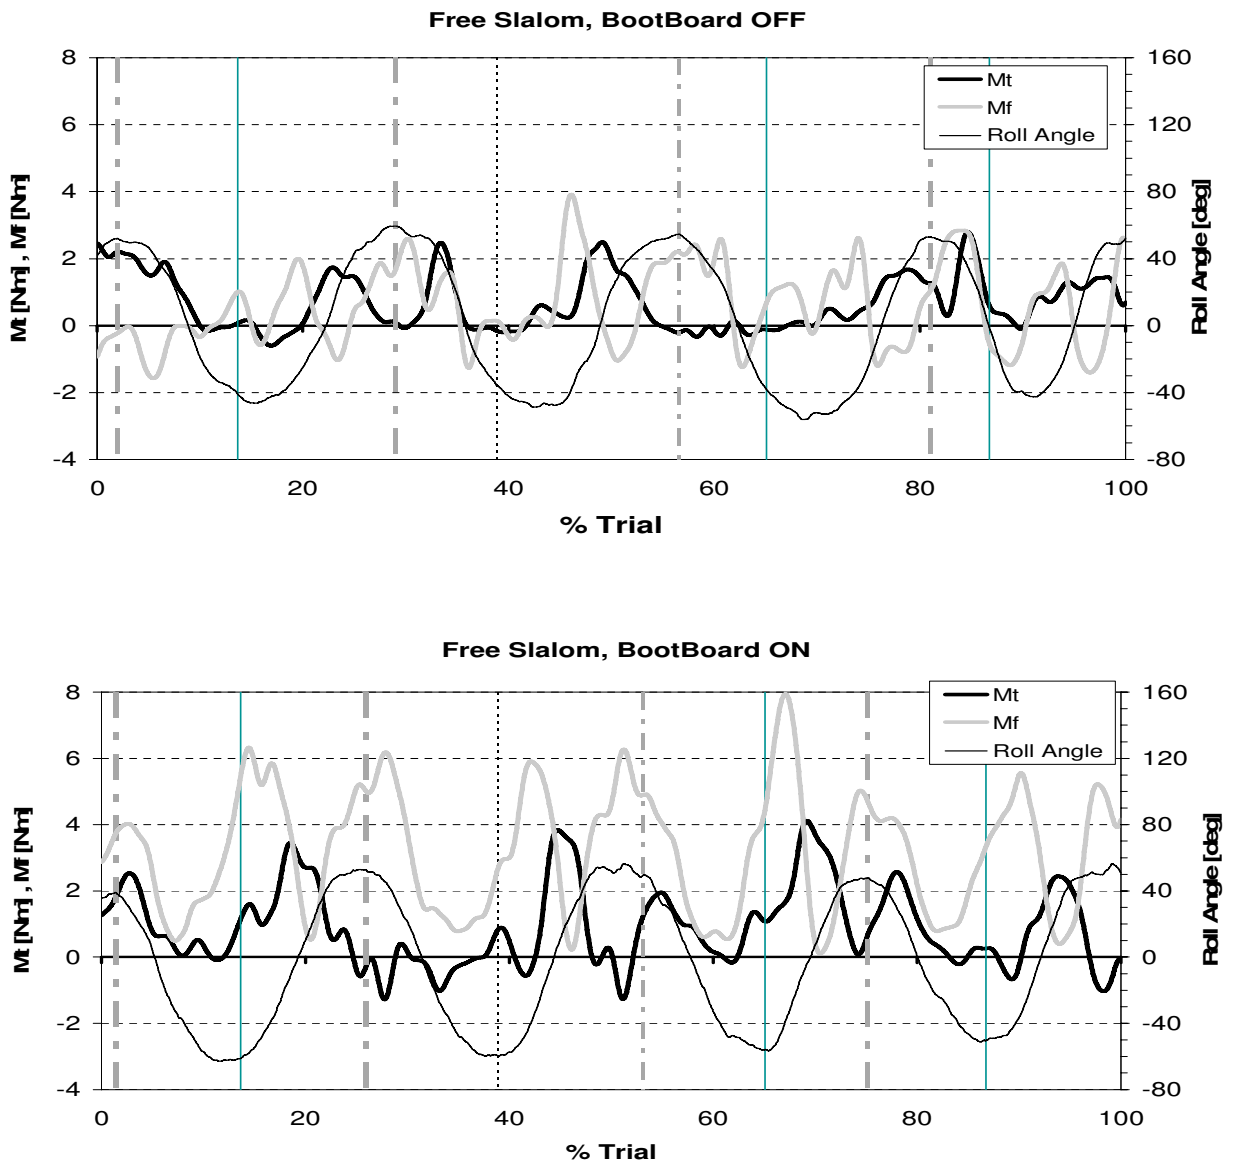 Free Slalom, BootBoard OFF
8 160
Mt
Mf
Roll Angle
6 120
4 80
2 40
0 0
-2 -40
-4 -80
Mt [Nm] , Mf [Nm]
Roll Angle [deg]
0 20 40 60 80 100
% Trial
Free Slalom, BootBoard ON
8 160
Mt
Mf
Roll Angle
6 120
4 80
2 40
0 0
-2 -40
-4 -80
Mt [Nm] , Mf [Nm]
Roll Angle [deg]
0 20 40 60 80 100
% Trial